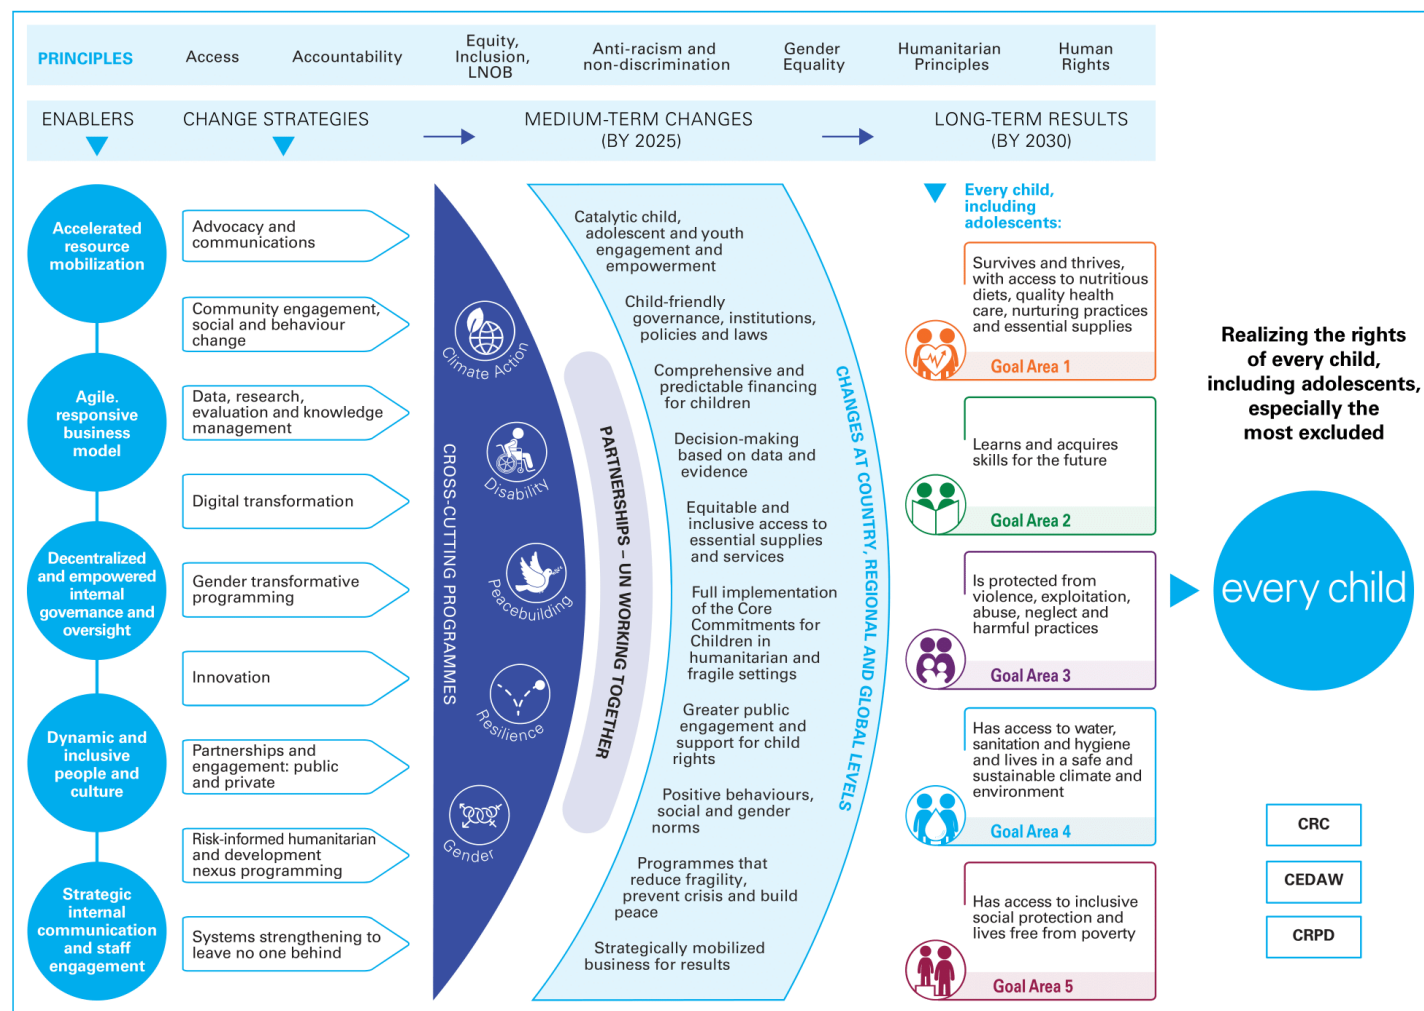 PRINCIPLES
Access
Accountability
Equity,
Inclusion,
LNOB
Anti-racism and
non-discrimination
Gender
Equality
Humanitarian
Principles
Human
Rights
ENABLERS
CHANGE STRATEGIES
MEDIUM-TERM CHANGES
(BY 2025)
LONG-TERM RESULTS
(BY 2030)
Accelerated
resource
mobilization
Agile.
responsive
business
model
Decentralized
and empowered
internal
governance and
oversight
Dynamic and
inclusive
people and
culture
Strategic
internal
communication
and staff
engagement
Advocacy and
communications
Community engagement,
social and behaviour
change
Data, research,
evaluation and knowledge
management
Digital transformation
Gender transformative
programming
Innovation
Partnerships and
engagement: public
and private
Risk-informed humanitarian
and development
nexus programming
Systems strengthening to
leave no one behind
CROSS-CUTTING PROGRAMMES
Climate Action
Disability
Peacebuilding
Resilience
Gender
PARTNERSHIPS – UN WORKING TOGETHER
Catalytic child,
adolescent and youth
engagement and
empowerment
Child-friendly
governance, institutions,
policies and laws
Comprehensive and
predictable financing
for children
Decision-making
based on data and
evidence
Equitable and
inclusive access to
essential supplies
and services
Full implementation
of the Core
Commitments for
Children in
humanitarian and
fragile settings
Greater public
engagement and
support for child
rights
Positive behaviours,
social and gender
norms
Programmes that
reduce fragility,
prevent crisis and build
peace
Strategically mobilized
business for results
CHANGES AT COUNTRY, REGIONAL AND GLOBAL LEVELS
Every child,
including
adolescents:
Survives and thrives,
with access to nutritious
diets, quality health
care, nurturing practices
and essential supplies
Goal Area 1
Learns and acquires
skills for the future
Goal Area 2
Is protected from
violence, exploitation,
abuse, neglect and
harmful practices
Goal Area 3
Has access to water,
sanitation and hygiene
and lives in a safe and
sustainable climate and
environment
Goal Area 4
Has access to inclusive
social protection and
lives free from poverty
Goal Area 5
Realizing the rights
of every child,
including adolescents,
especially the
most excluded
every child
CRC
CEDAW
CRPD